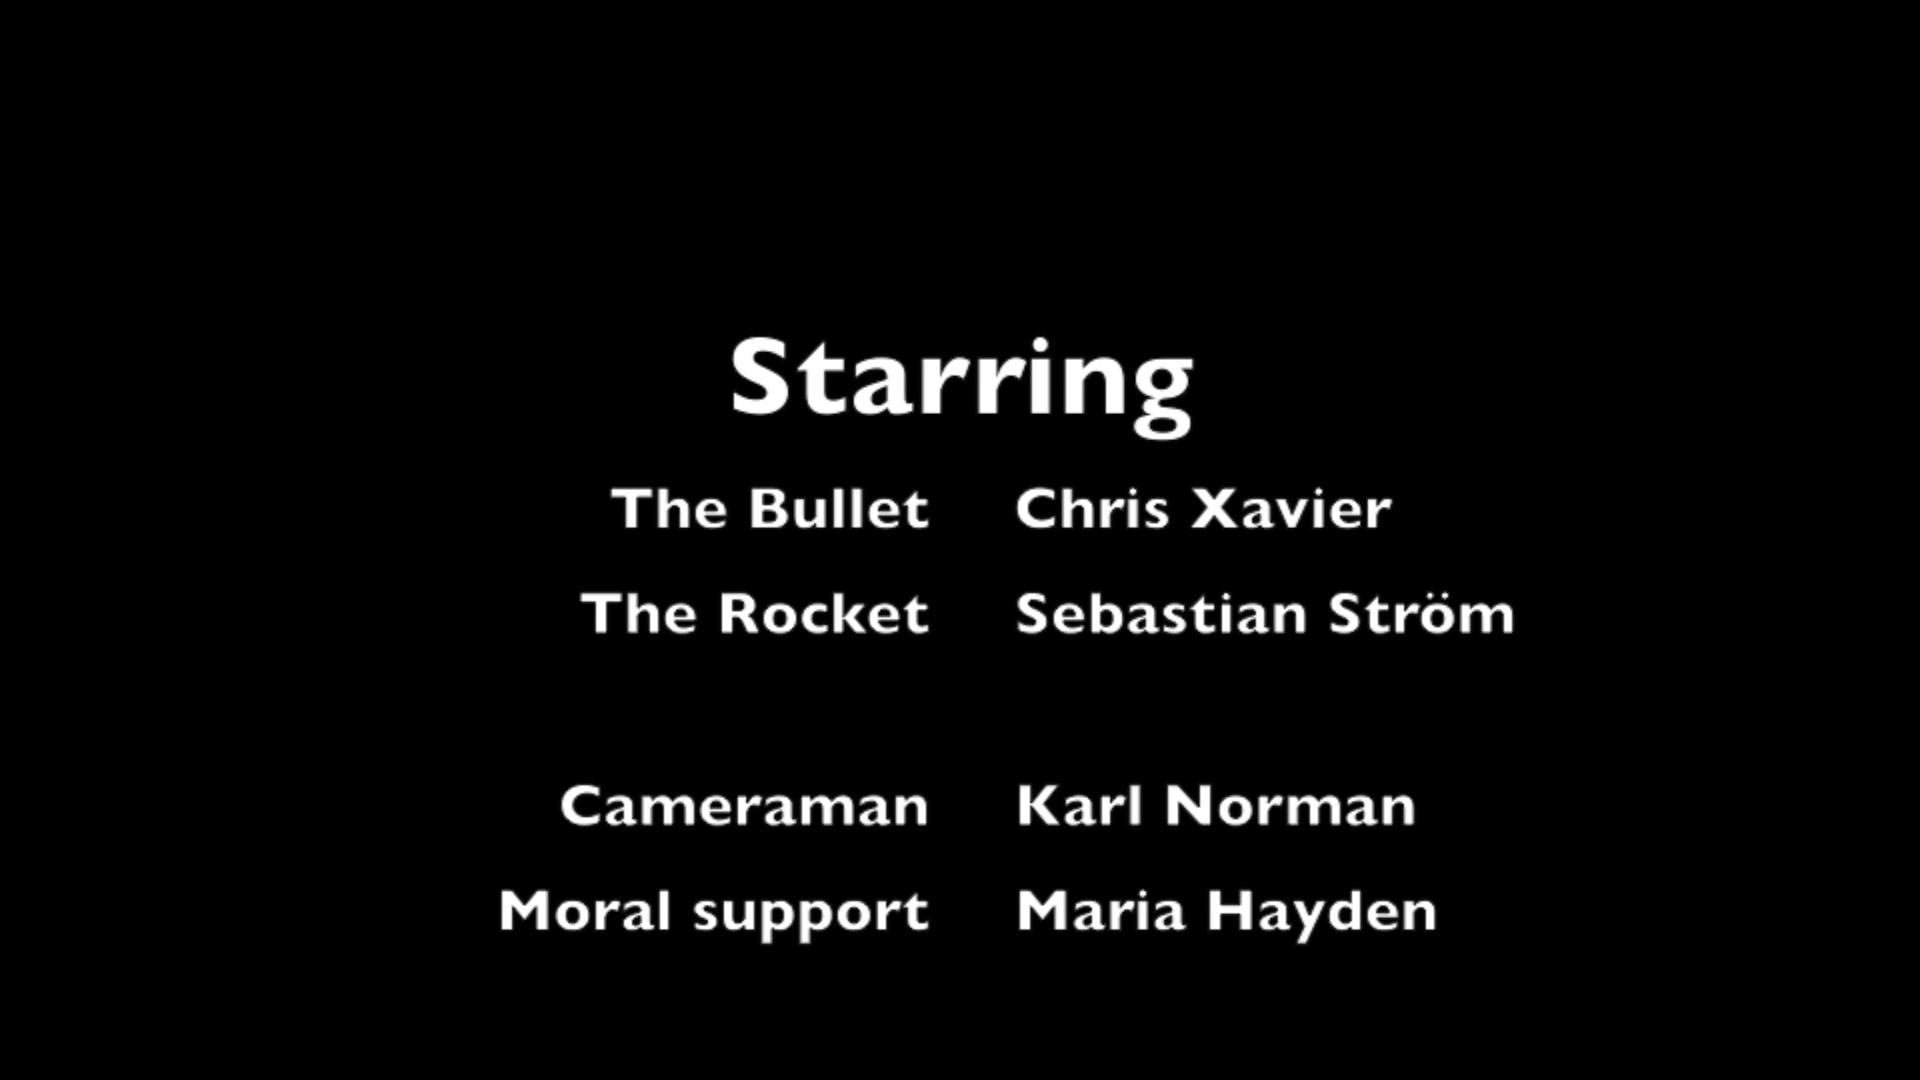 Starring
The Bullet Chris Xavier
The Rocket Sebastian Ström
Cameraman Karl Norman
Moral support Maria Hayden